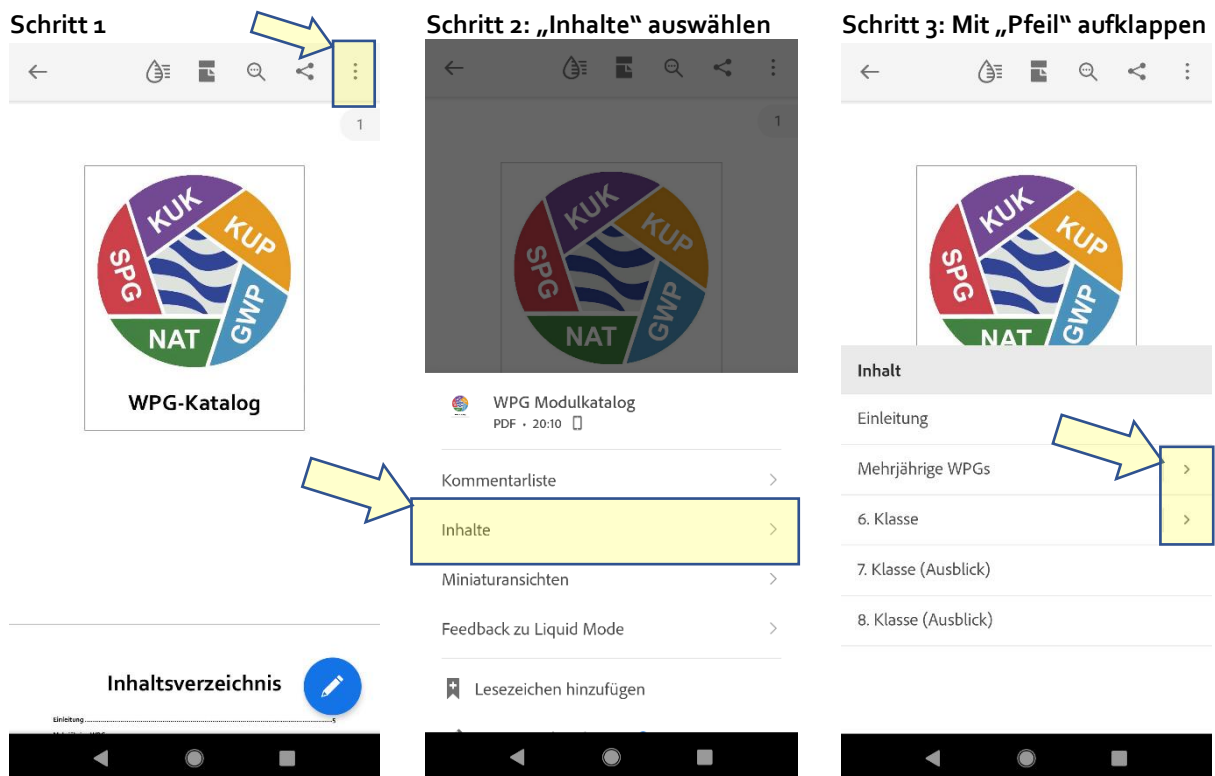 Schritt 1
1
KUK
KUP
SPG
GWP
NAT
WPG-Katalog
Inhaltsverzeichnis
Einleitung 5
Schritt 2: „Inhalte“ auswählen
1
KUK
KUP
SPG
GWP
NAT
WPG Modulkatalog
PDF · 20:10
Kommentarliste
Inhalte
Miniaturansichten
Feedback zu Liquid Mode
Lesezeichen hinzufügen
Schritt 3: Mit „Pfeil“ aufklappen
KUK
KUP
SPG
GWP
NAT
Inhalt
Einleitung
Mehrjährige WPGs
6. Klasse
7. Klasse (Ausblick)
8. Klasse (Ausblick)